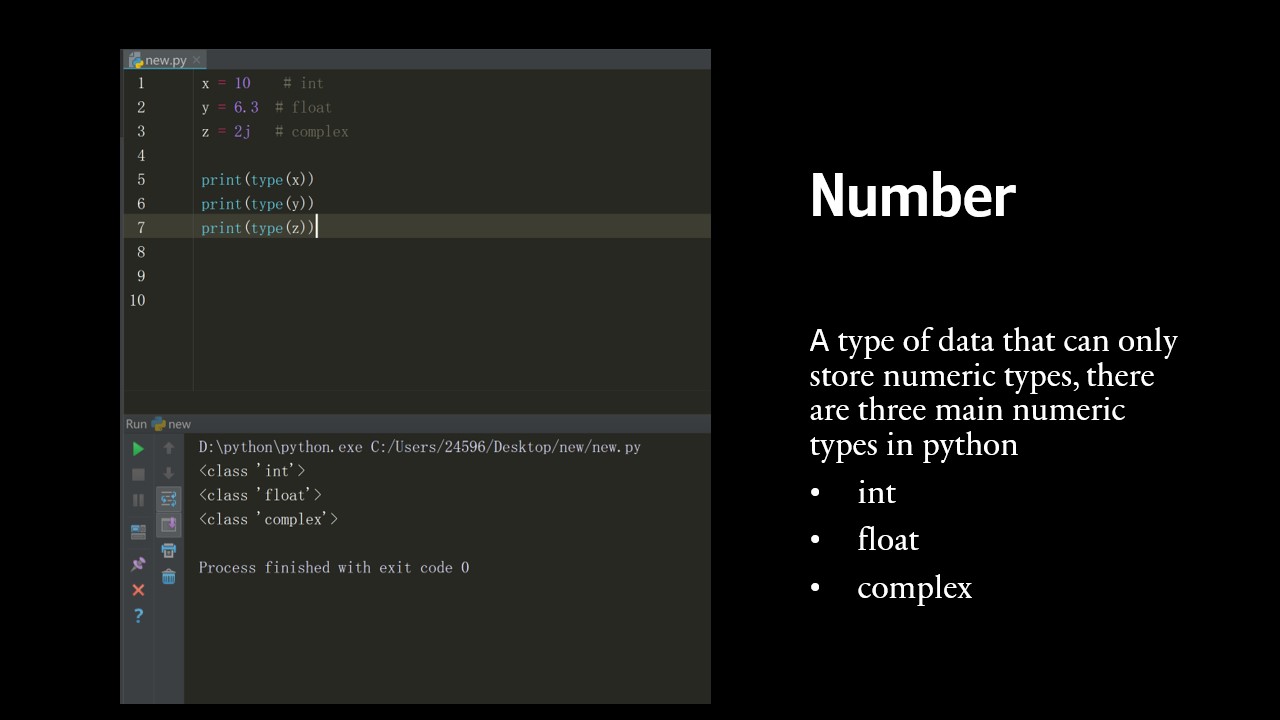 new.py
1 x = 10 # int
2 y = 6.3 # float
3 z = 2j # complex
4
5 print(type(x))
6 print(type(y))
7 print(type(z))
8
9
10
Run new
D:\python\python.exe C:/Users/24596/Desktop/new/new.py
<class 'int'>
<class 'float'>
<class 'complex'>
Process finished with exit code 0
Number
A type of data that can only
store numeric types, there
are three main numeric
types in python
• int
• float
• complex